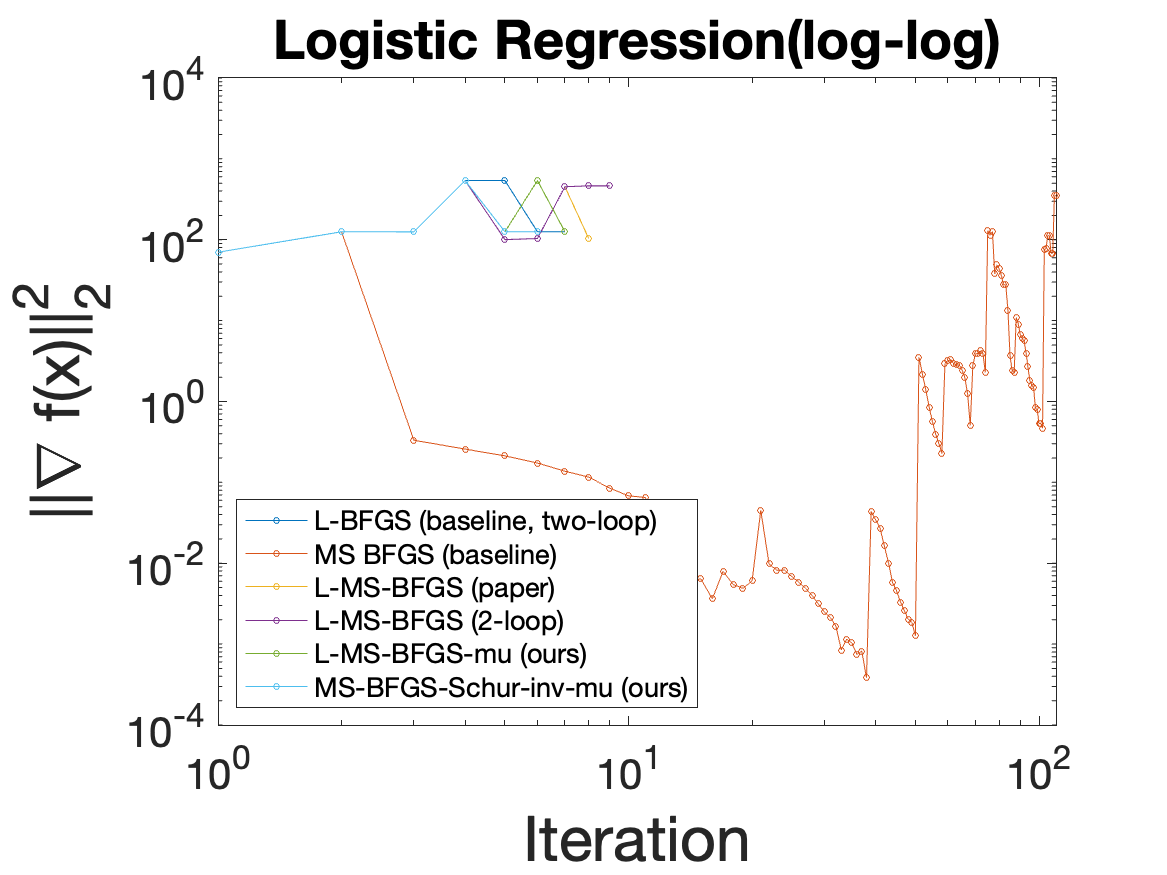 Logistic Regression(log-log)
10^4
10^2
10^0
10^-2
10^-4
||∇ f(x)||_2^2
L-BFGS (baseline, two-loop)
MS BFGS (baseline)
L-MS-BFGS (paper)
L-MS-BFGS (2-loop)
L-MS-BFGS-mu (ours)
MS-BFGS-Schur-inv-mu (ours)
10^0 10^1 10^2
Iteration